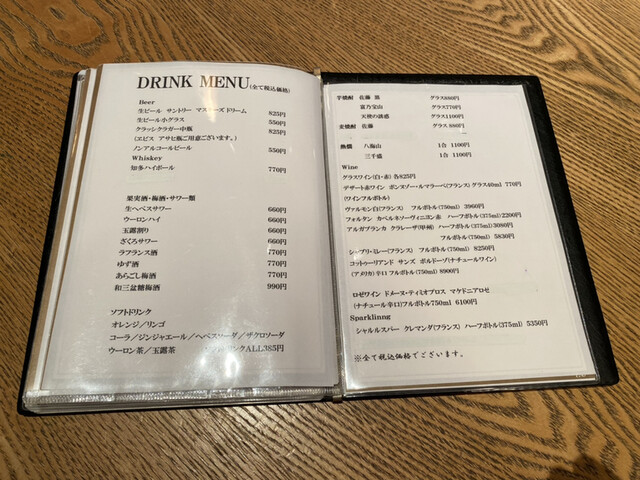 DRINK MENU(全て税込価格)
Beer
生ビール サントリー マスターズドリーム 825円
生ビール小グラス 550円
クラッシクラガー中瓶 825円
(ヱビス アサヒ瓶ご用意ございます。)
ノンアルコールビール 550円
Whiskey
知多ハイボール 770円
果実酒・梅酒・サワー類
生ヘベスサワー 660円
ウーロンハイ 660円
玉露割り 660円
ざくろサワー 660円
ラフランス酒 770円
ゆず酒 770円
あらごし梅酒 770円
和三盆糖梅酒 990円
ソフトドリンク
オレンジ／リンゴ
コーラ／ジンジャエール／ヘベスソーダ／ザクロソーダ
ウーロン茶／玉露茶 ソフトドリンクALL385円
芋焼酎 佐藤 黒 グラス880円
富乃宝山 グラス770円
天使の誘惑 グラス1100円
麦焼酎 佐藤 グラス 880円
熱燗 八海山 1合 1100円
三千盛 1合 1100円
Wine
グラスワイン(白・赤) 各825円
デザート赤ワイン ボンヌゾー・ルマラーベ(フランス) グラス40ml 770円
(ワインフルボトル)
ヴァルモン白(フランス) フルボトル(750ml) 3960円
フォルタン カベルネソーヴィニヨン赤 ハーフボトル(375ml)2200円
アルガブランカ クラレーザ(甲州) ハーフボトル(375ml)3080円
フルボトル(750ml) 5830円
シャブリ・ミレー(フランス) フルボトル(750ml) 8250円
コットゥーリアンド サンズ ボルドーゾ(ナチュールワイン)
(アメリカ)辛口 フルボトル(750ml) 8900円
ロゼワイン ドメーヌ・ティミオプロス マケドニアロゼ
(ナチュール辛口)フルボトル750ml 6100円
Sparklinog
シャルルスパー クレマンダ(フランス) ハーフボトル(375ml) 5350円
※全て税込価格でございます。